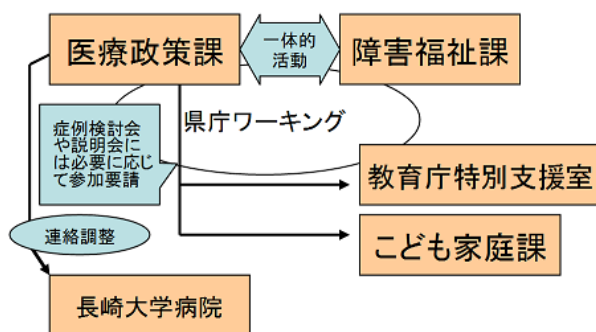 医療政策課
一体的
活動
障害福祉課
県庁ワーキング
症例検討会
や説明会に
は必要に応じ
て参加要請
教育庁特別支援室
連絡調整
こども家庭課
長崎大学病院